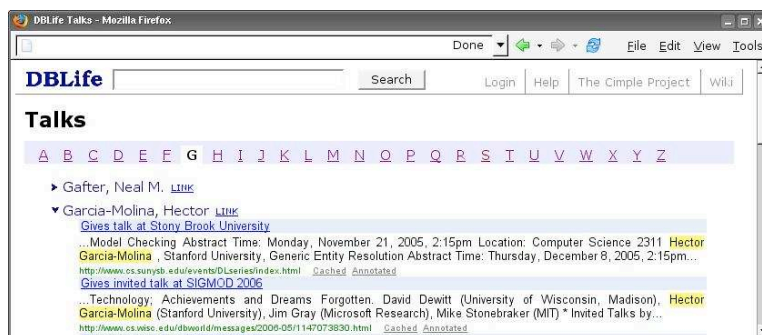 DBLife Talks - Mozilla Firefox
Done File Edit View Tools
DBLife Search Login Help The Cimple Project Wiki
Talks
A B C D E F G H I J K L M N O P Q R S T U V W X Y Z
Gafter, Neal M. LINK
Garcia-Molina, Hector LINK
Gives talk at Stony Brook University
...Model Checking Abstract Time: Monday, November 21, 2005, 2:15pm Location: Computer Science 2311 Hector
Garcia-Molina , Stanford University, Generic Entity Resolution Abstract Time: Thursday, December 8, 2005, 2:15pm...
http://www.cs.sunysb.edu/events/DLseries/index.html Cached Annotated
Gives invited talk at SIGMOD 2006
...Technology; Achievements and Dreams Forgotten. David Dewitt (University of Wisconsin, Madison), Hector
Garcia-Molina (Stanford University), Jim Gray (Microsoft Research), Mike Stonebraker (MIT) * Invited Talks by...
http://www.cs.wisc.edu/dbworld/messages/2006-05/1147073830.html Cached Annotated